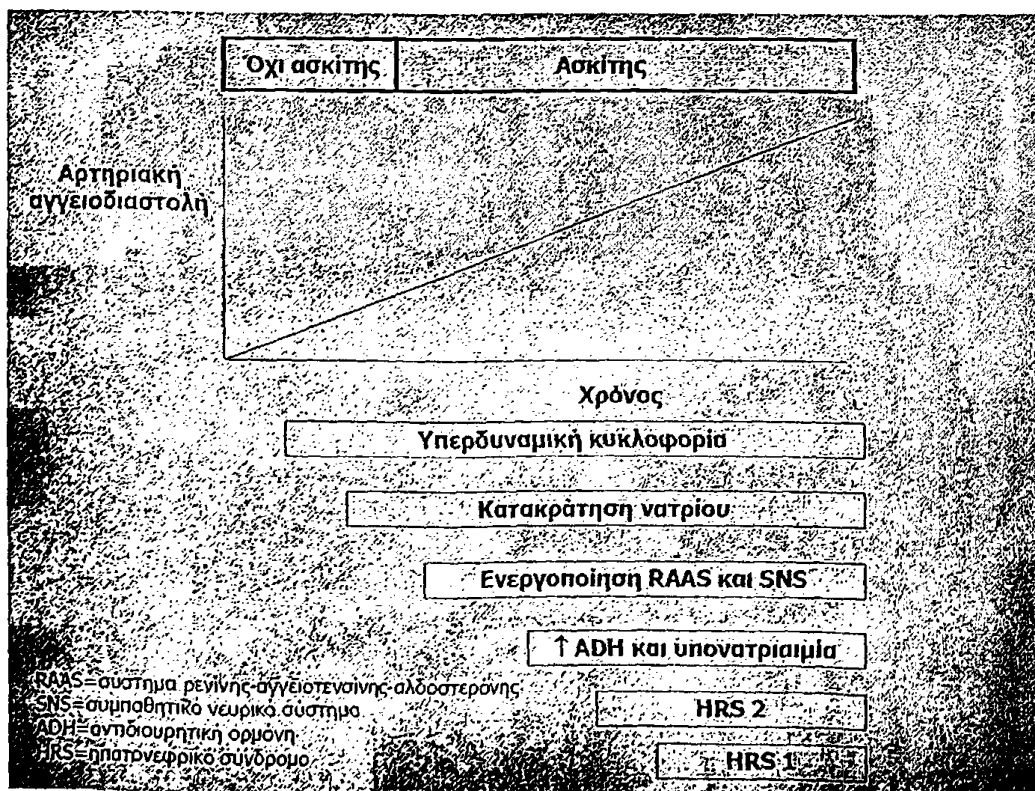 Όχι ασκίτης
Ασκίτης
Αρτηριακή
αγγειοδιαστολή
Χρόνος
Υπερδυναμική κυκλοφορία
Κατακράτηση νατρίου
Ενεργοποίηση RAAS και SNS
↑ ADH και υπονατριαιμία
RAAS=σύστημα ρενίνης-αγγειοτενσίνης-αλδοστερόνης
SNS=συμπαθητικό νευρικό σύστημα
ADH=αντιδιουρητική ορμόνη
HRS=ηπατονεφρικό σύνδρομο
HRS 2
HRS 1